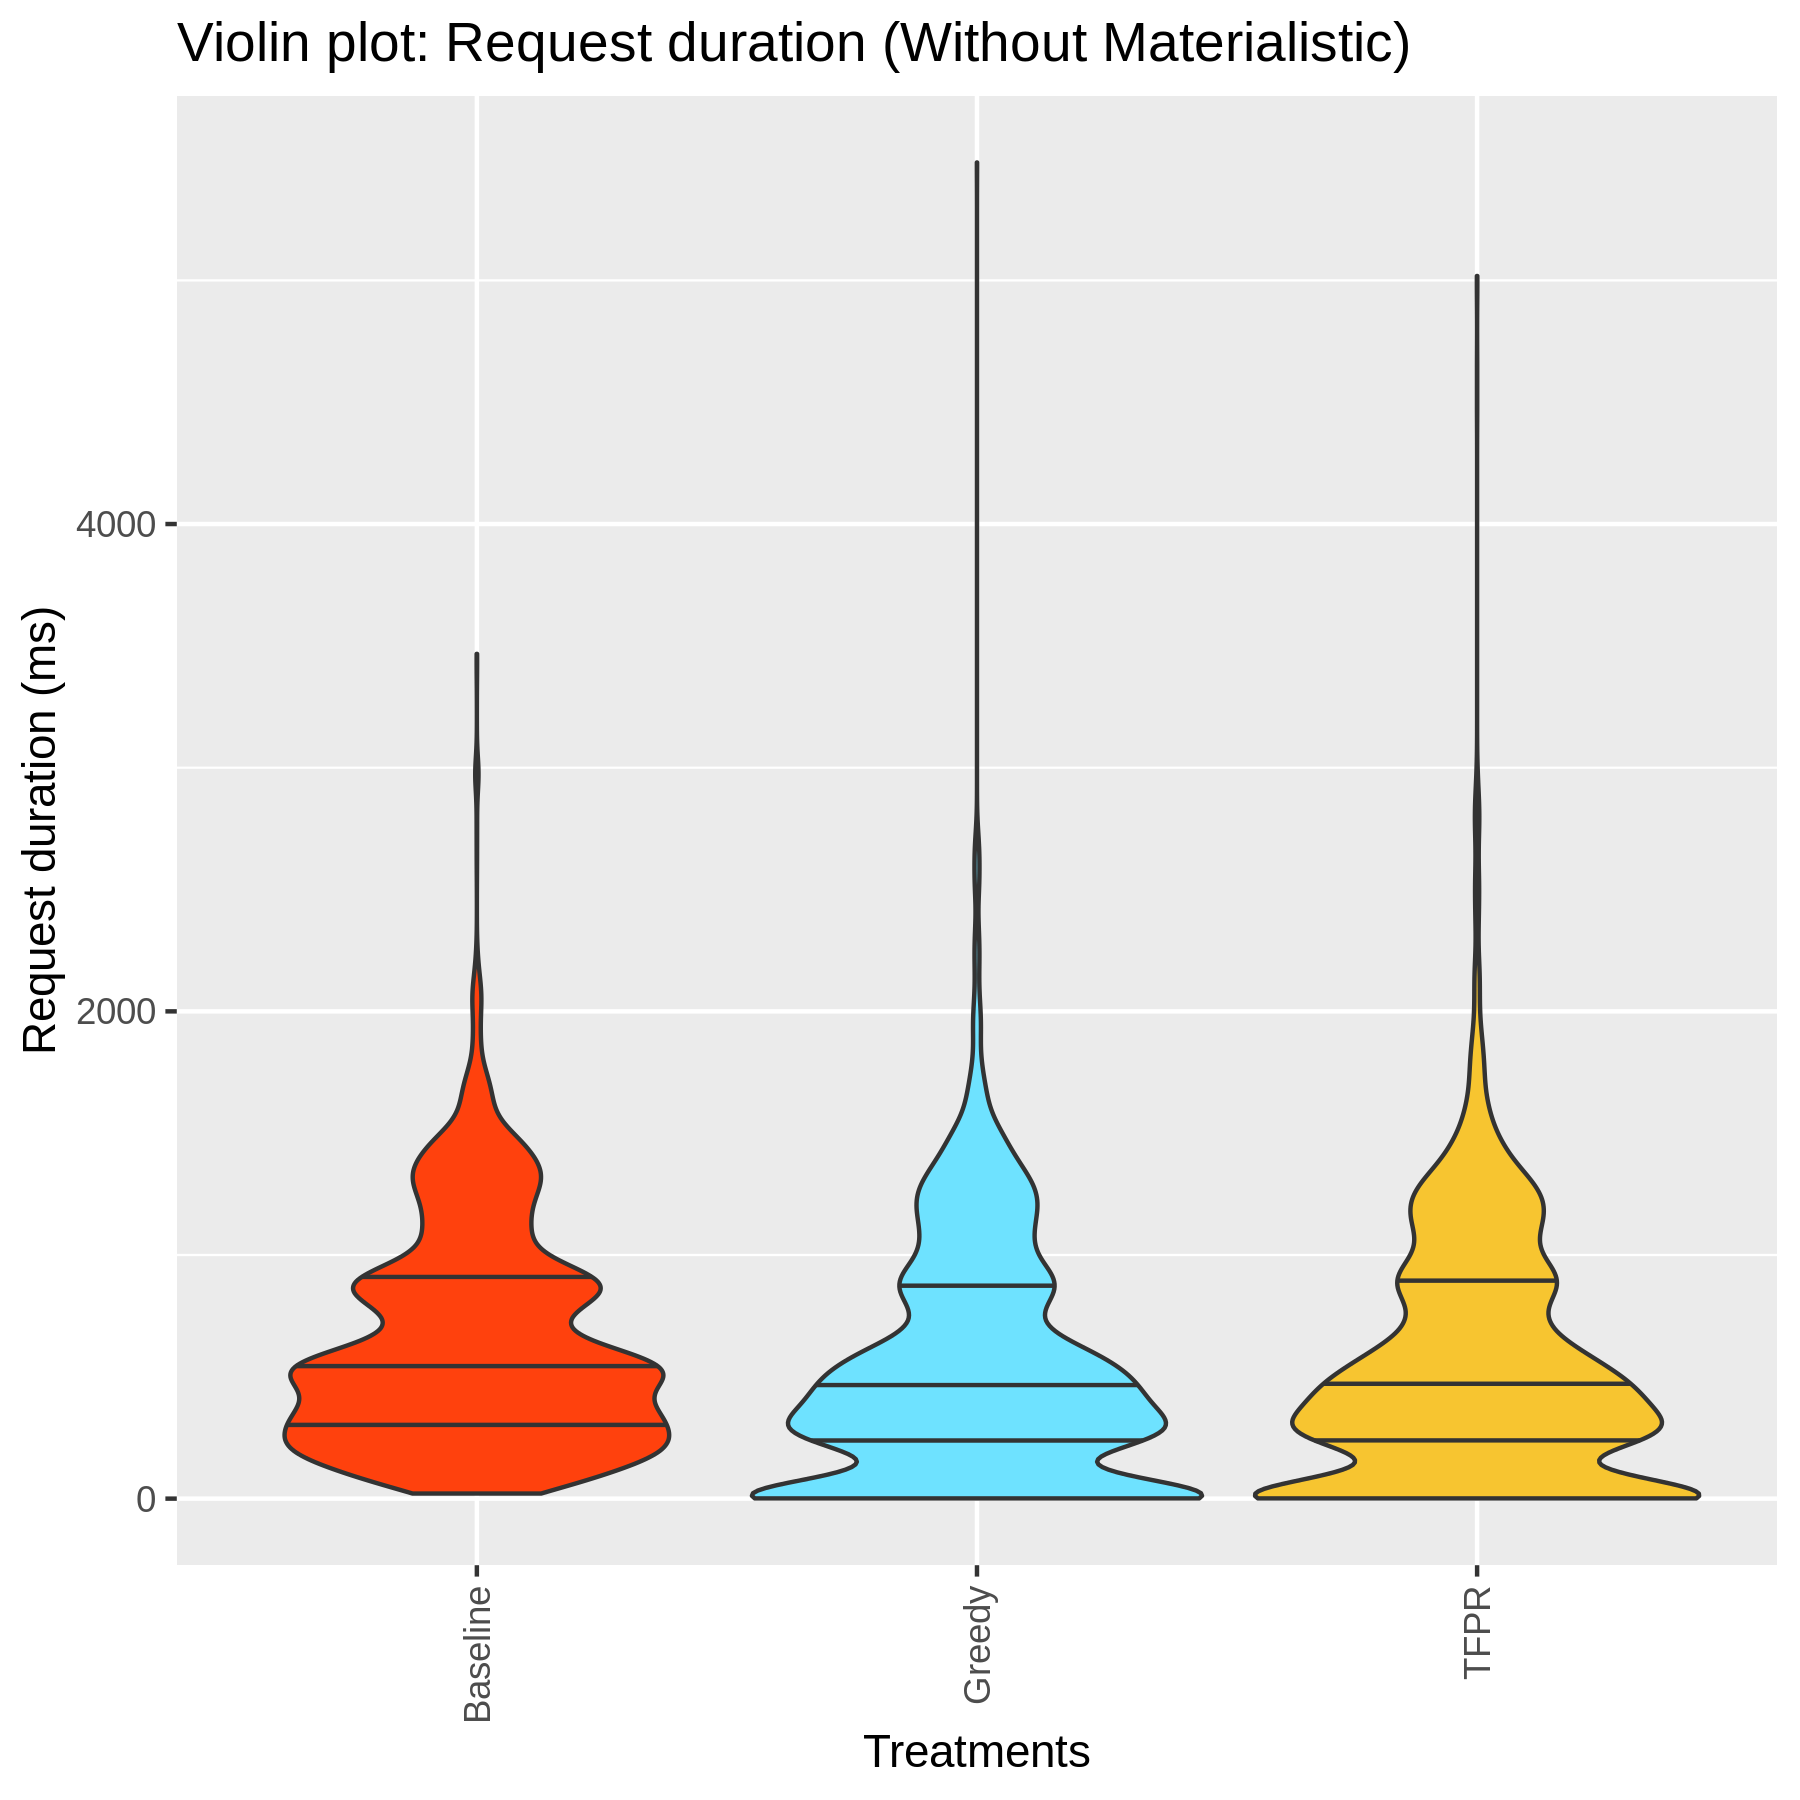 Violin plot: Request duration (Without Materialistic)
Request duration (ms)
4000
2000
0
Baseline
Greedy
TFPR
Treatments